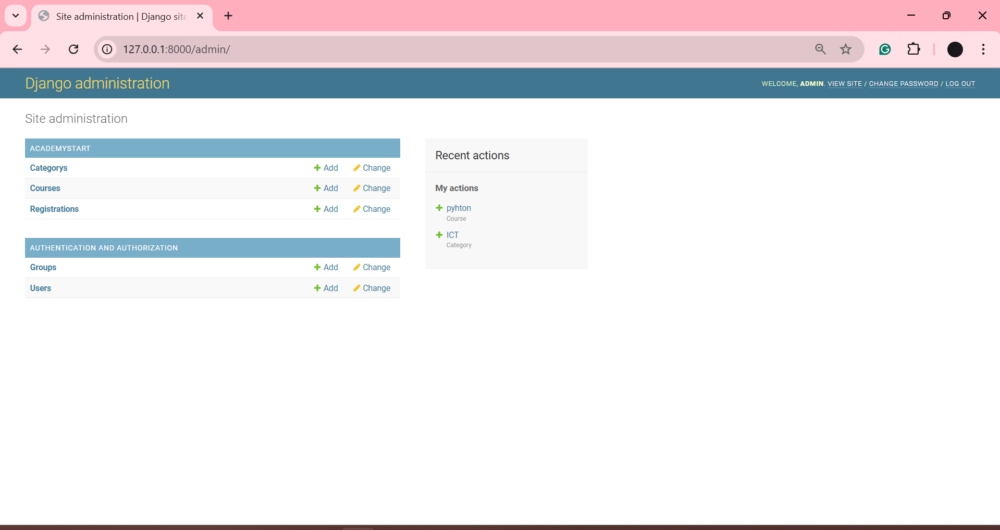 Site administration | Django site
127.0.0.1:8000/admin/
Django administration
WELCOME, ADMIN. VIEW SITE / CHANGE PASSWORD / LOG OUT
Site administration
ACADEMYSTART
Categorys Add Change
Courses Add Change
Registrations Add Change
AUTHENTICATION AND AUTHORIZATION
Groups Add Change
Users Add Change
Recent actions
My actions
pyhton
Course
ICT
Category